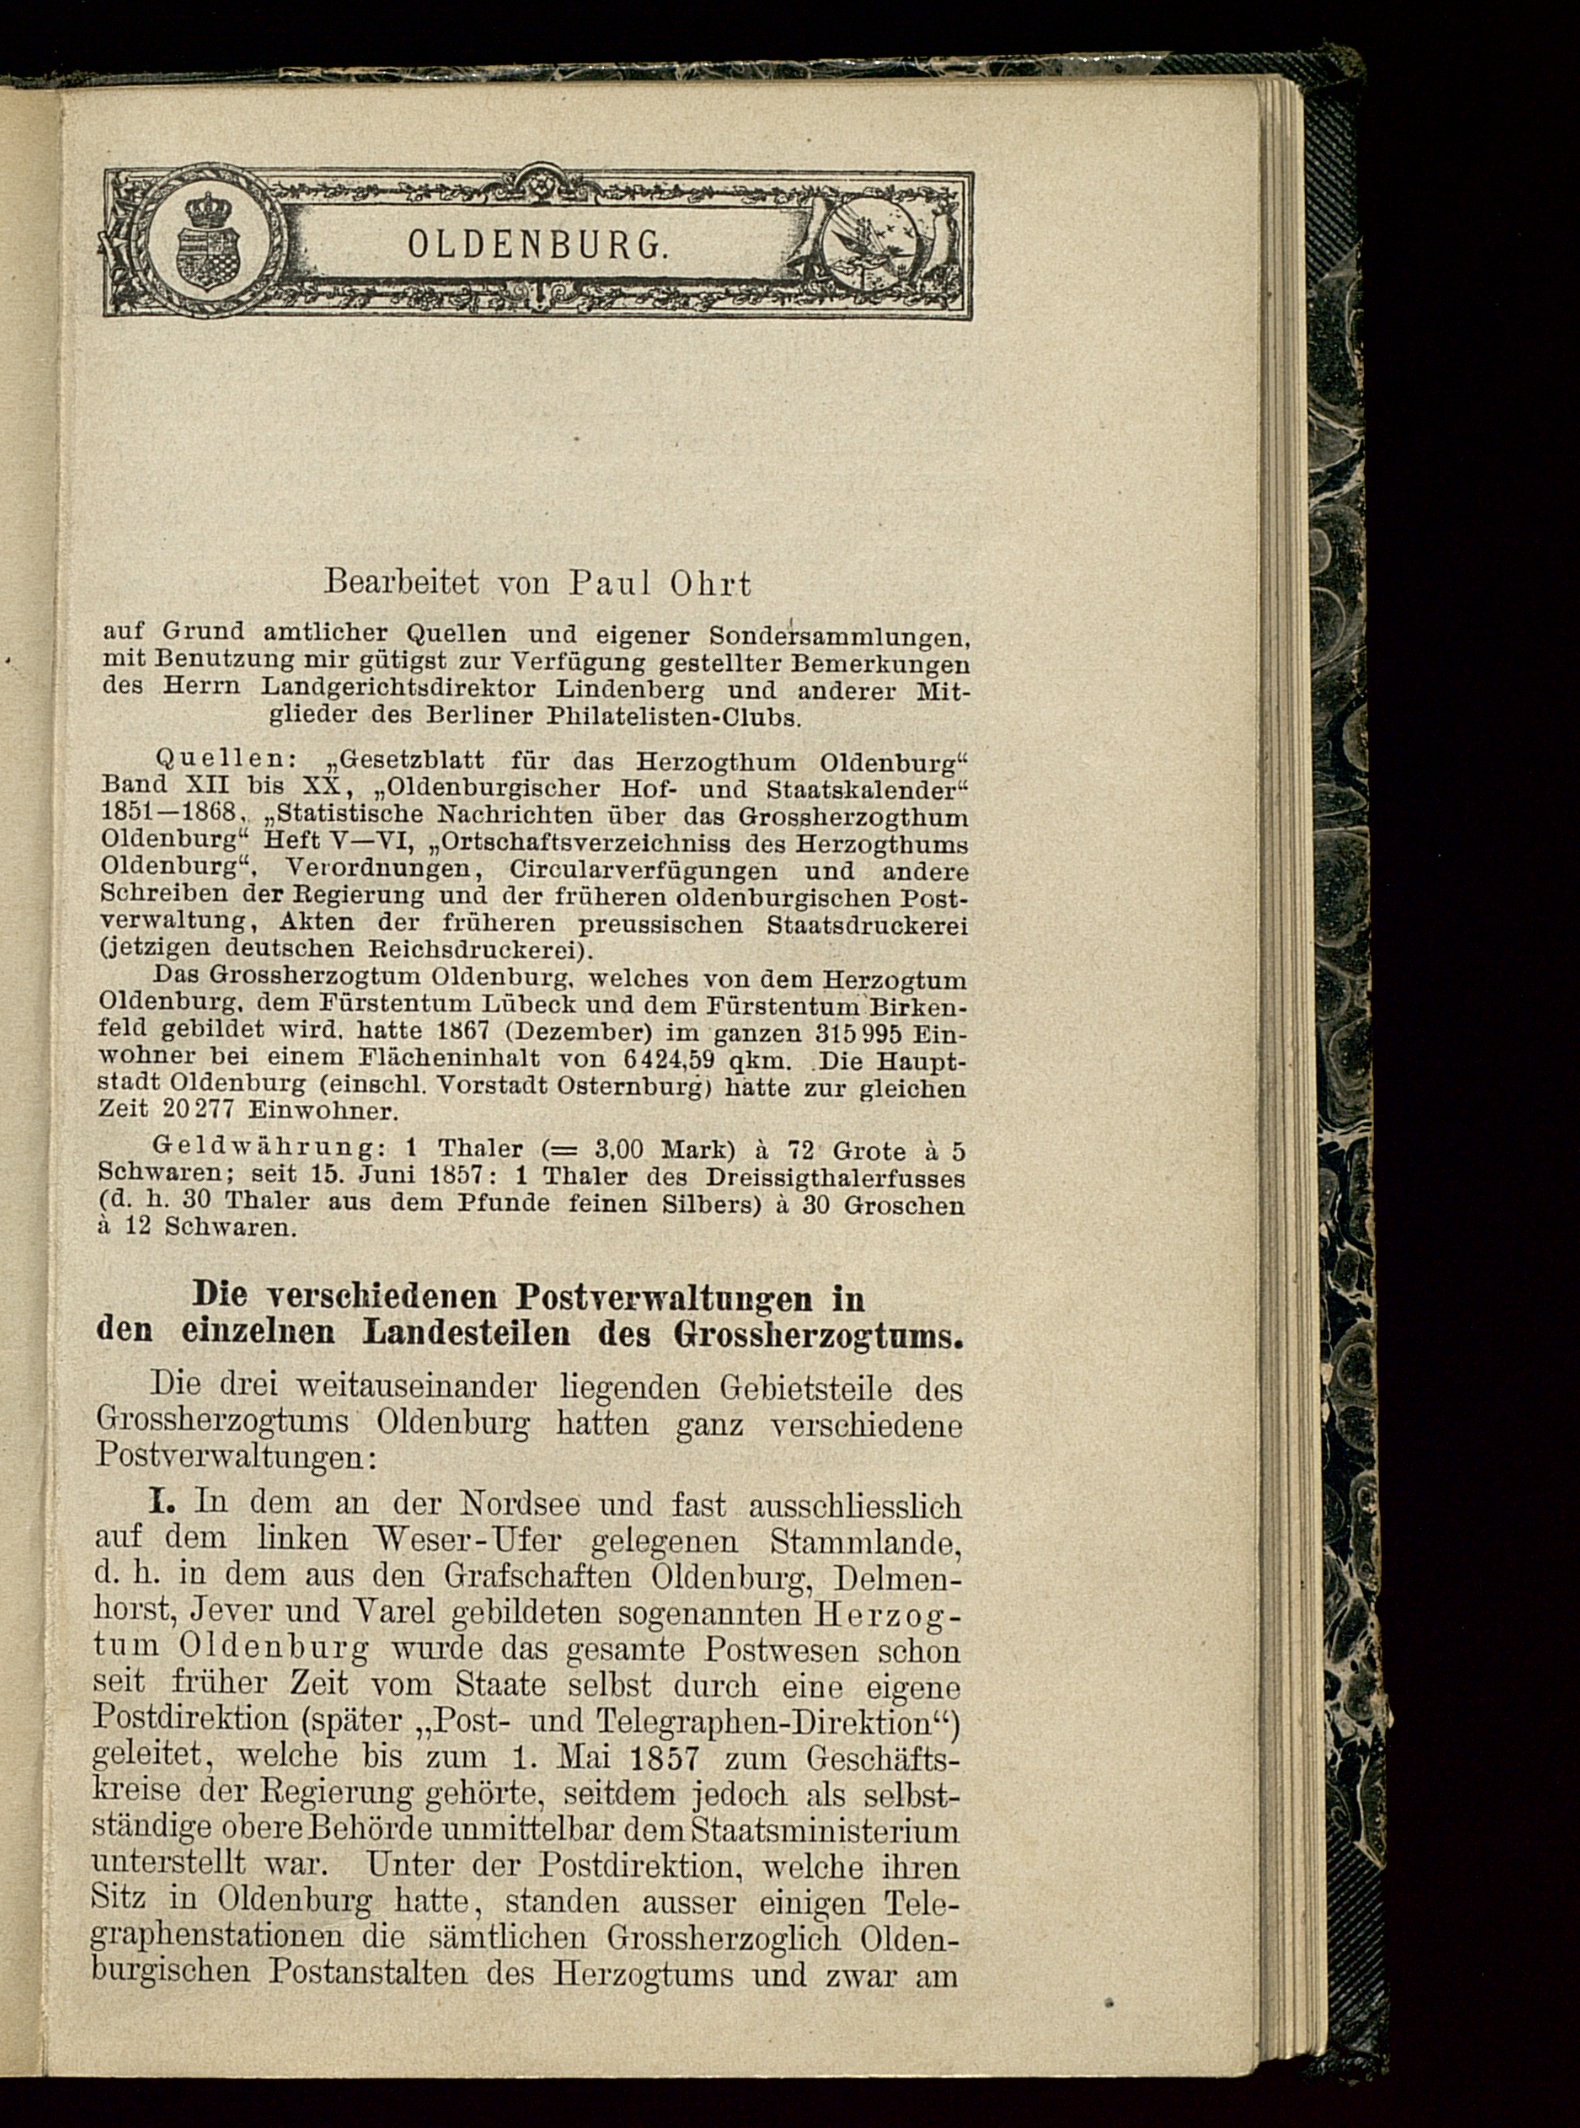 OLDENBURG.
Bearbeitet von Paul Ohrt
auf Grund amtlicher Quellen und eigener Sondersammlungen,
mit Benutzung mir gütigst zur Verfügung gestellter Bemerkungen
des Herrn Landgerichtsdirektor Lindenberg und anderer Mit-
glieder des Berliner Philatelisten-Clubs.
Quellen: „Gesetzblatt für das Herzogthum Oldenburg“
Band XII bis XX, „Oldenburgischer Hof- und Staatskalender“
1851—1868, „Statistische Nachrichten über das Grossherzogthum
Oldenburg“ Heft V—VI, „Ortschaftsverzeichniss des Herzogthums
Oldenburg“, Verordnungen, Circularverfügungen und andere
Schreiben der Regierung und der früheren oldenburgischen Post-
verwaltung, Akten der früheren preussischen Staatsdruckerei
(jetzigen deutschen Reichsdruckerei).
Das Grossherzogtum Oldenburg, welches von dem Herzogtum
Oldenburg, dem Fürstentum Lübeck und dem Fürstentum Birken-
feld gebildet wird, hatte 1867 (Dezember) im ganzen 315 995 Ein-
wohner bei einem Flächeninhalt von 6424,59 qkm. Die Haupt-
stadt Oldenburg (einschl. Vorstadt Osternburg) hatte zur gleichen
Zeit 20 277 Einwohner.
Geldwährung: 1 Thaler (= 3,00 Mark) à 72 Grote à 5
Schwaren; seit 15. Juni 1857: 1 Thaler des Dreissigthalerfusses
(d. h. 30 Thaler aus dem Pfunde feinen Silbers) à 30 Groschen
à 12 Schwaren.
Die verschiedenen Postverwaltungen in
den einzelnen Landesteilen des Grossherzogtums.
Die drei weitauseinander liegenden Gebietsteile des
Grossherzogtums Oldenburg hatten ganz verschiedene
Postverwaltungen:
I. In dem an der Nordsee und fast ausschliesslich
auf dem linken Weser-Ufer gelegenen Stammlande,
d. h. in dem aus den Grafschaften Oldenburg, Delmen-
horst, Jever und Varel gebildeten sogenannten Herzog-
tum Oldenburg wurde das gesamte Postwesen schon
seit früher Zeit vom Staate selbst durch eine eigene
Postdirektion (später „Post- und Telegraphen-Direktion“)
geleitet, welche bis zum 1. Mai 1857 zum Geschäfts-
kreise der Regierung gehörte, seitdem jedoch als selbst-
ständige obere Behörde unmittelbar dem Staatsministerium
unterstellt war. Unter der Postdirektion, welche ihren
Sitz in Oldenburg hatte, standen ausser einigen Tele-
graphenstationen die sämtlichen Grossherzoglich Olden-
burgischen Postanstalten des Herzogtums und zwar am